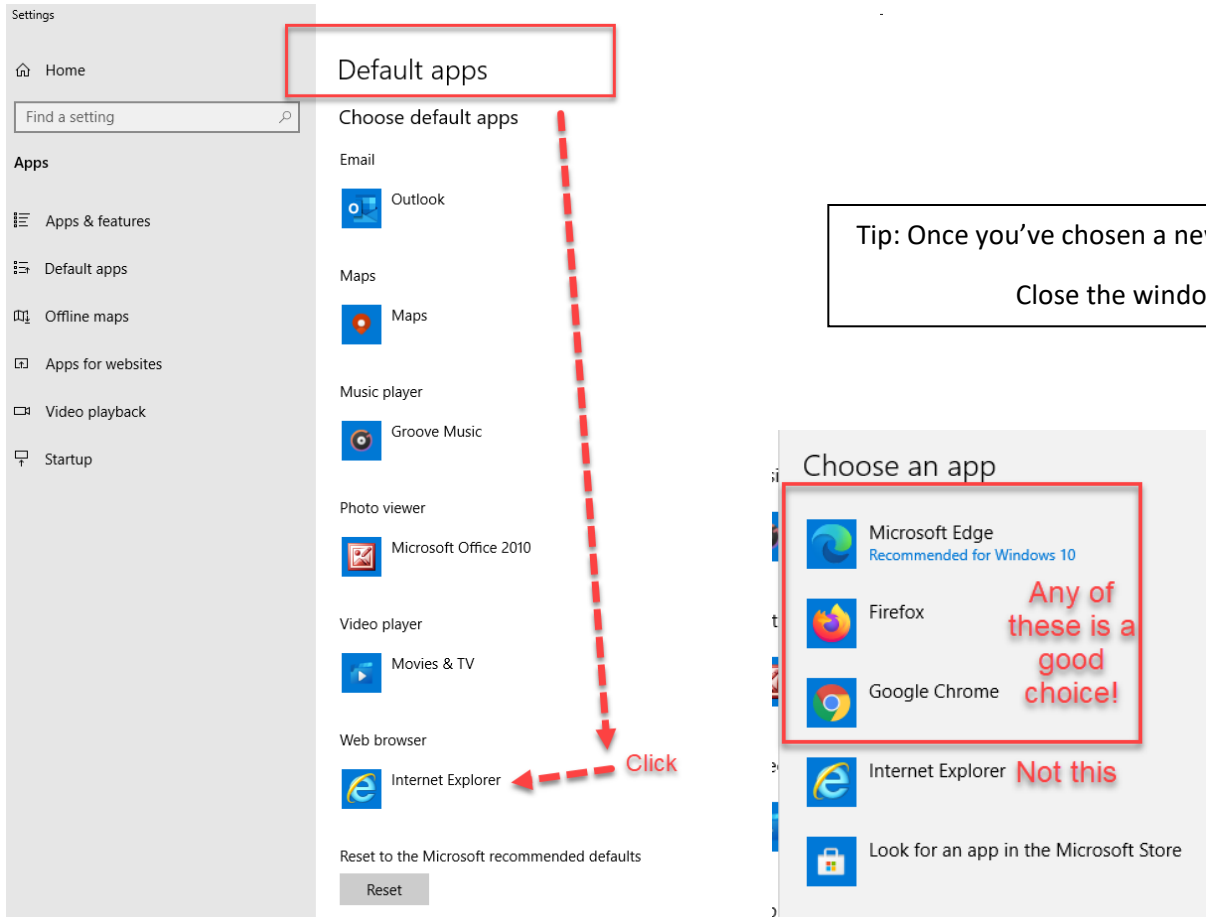 Settings
Home
Find a setting
Apps
Apps & features
Default apps
Offline maps
Apps for websites
Video playback
Startup
Default apps
Choose default apps
Email
Outlook
Maps
Maps
Music player
Groove Music
Photo viewer
Microsoft Office 2010
Video player
Movies & TV
Web browser
Internet Explorer
Click
Reset to the Microsoft recommended defaults
Reset
Tip: Once you've chosen a
Close the
Choose an app
Microsoft Edge
Recommended for Windows 10
Firefox
Google Chrome
Any of
these is a
good
choice!
Internet Explorer
Not this
Look for an app in the Microsoft Store